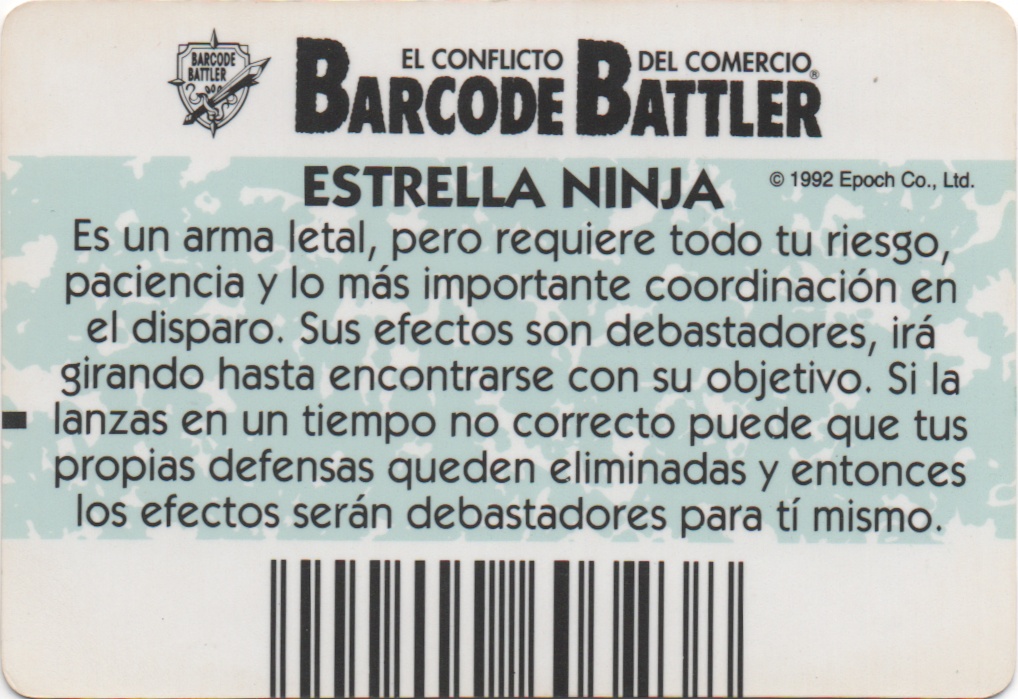 BARCODE
BATTLER
EL CONFLICTO DEL COMERCIO
BARCODE BATTLER®
ESTRELLA NINJA
© 1992 Epoch Co., Ltd.
Es un arma letal, pero requiere todo tu riesgo,
paciencia y lo más importante coordinación en
el disparo. Sus efectos son debastadores, irá
girando hasta encontrarse con su objetivo. Si la
lanzas en un tiempo no correcto puede que tus
propias defensas queden eliminadas y entonces
los efectos serán debastadores para tí mismo.